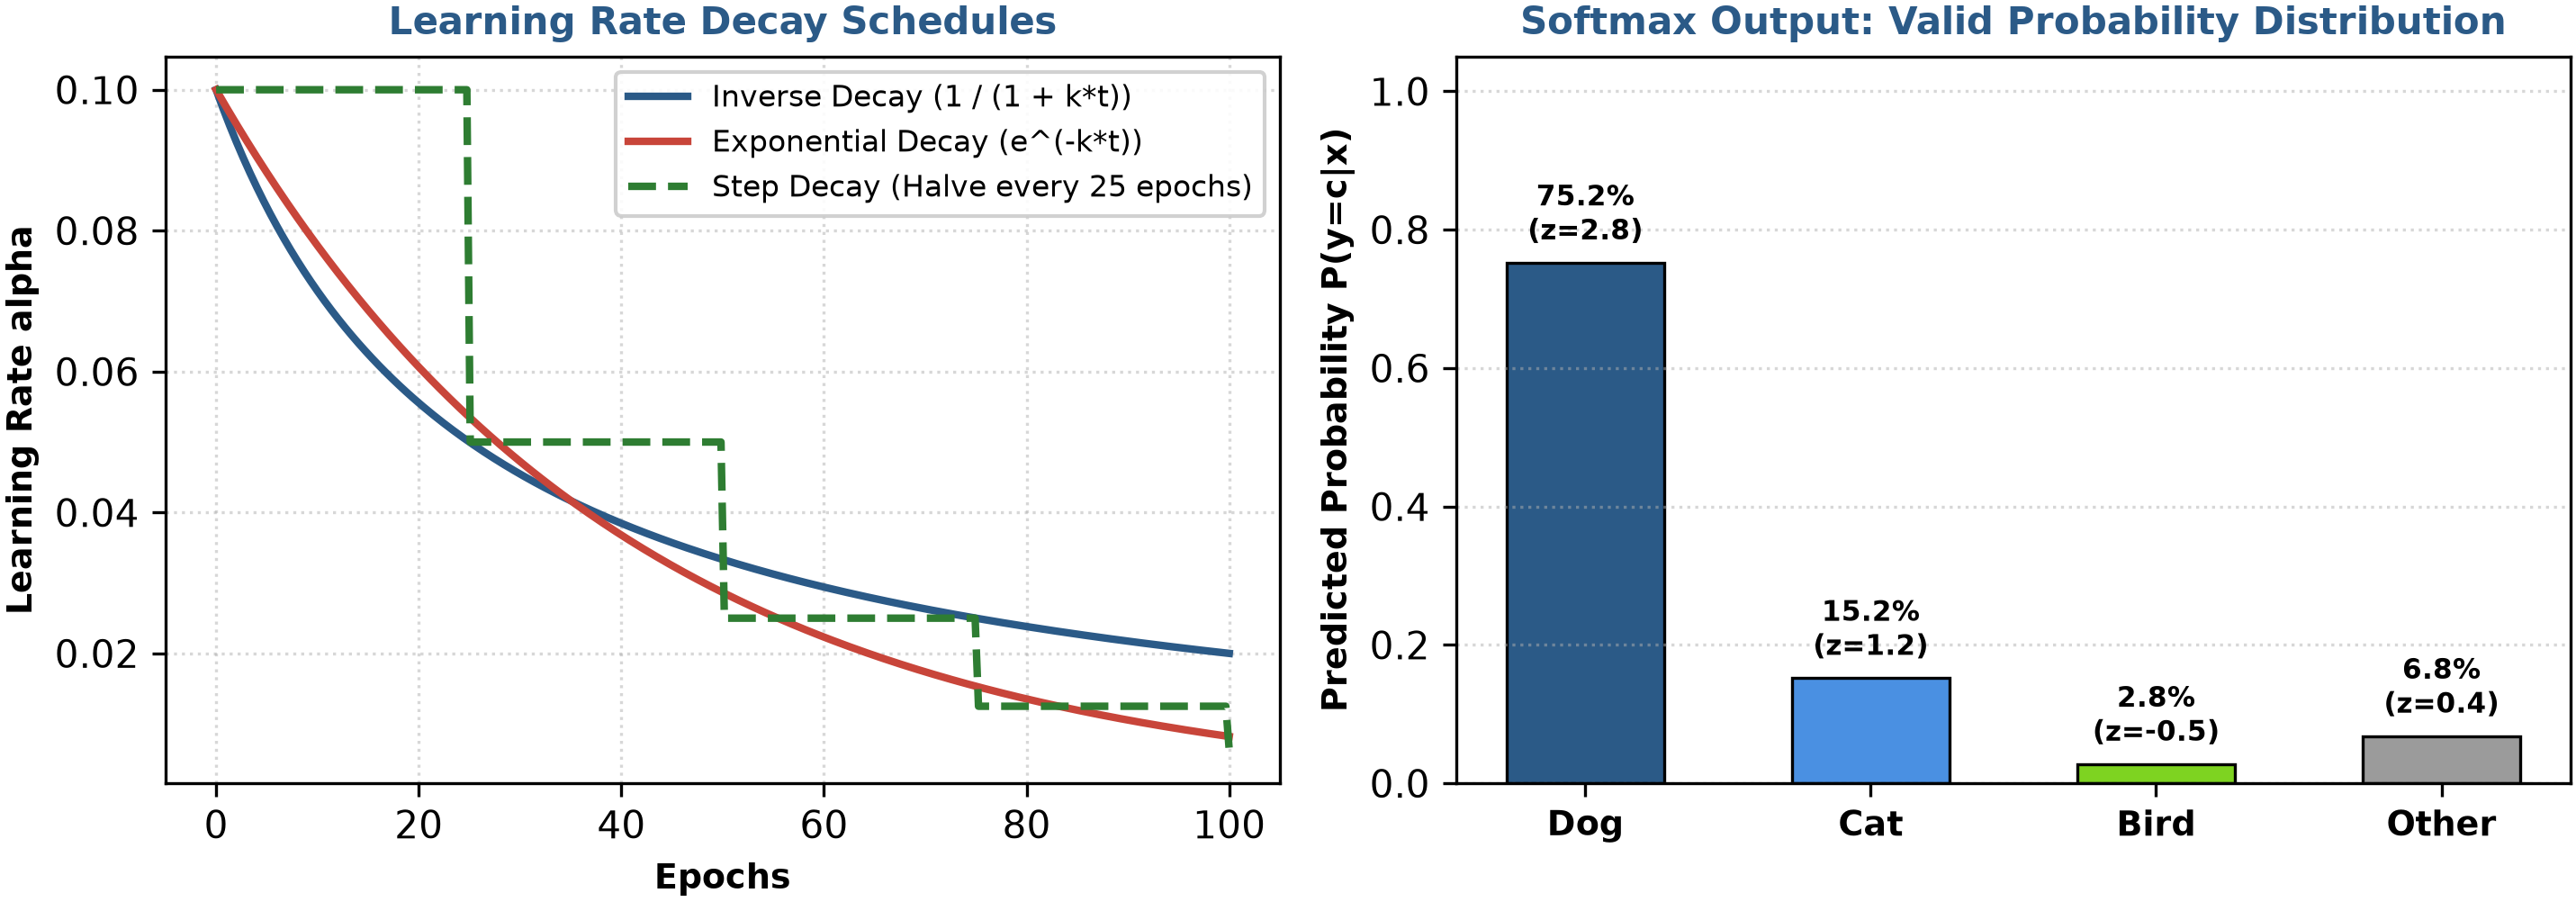 Learning Rate Decay Schedules
Learning Rate alpha
0.10
0.08
0.06
0.04
0.02
Inverse Decay (1 / (1 + k*t))
Exponential Decay (e^(-k*t))
Step Decay (Halve every 25 epochs)
0 20 40 60 80 100
Epochs
Softmax Output: Valid Probability Distribution
Predicted Probability P(y=c|x)
1.0
0.8
0.6
0.4
0.2
0.0
75.2%
(z=2.8)
15.2%
(z=1.2)
2.8%
(z=-0.5)
6.8%
(z=0.4)
Dog Cat Bird Other